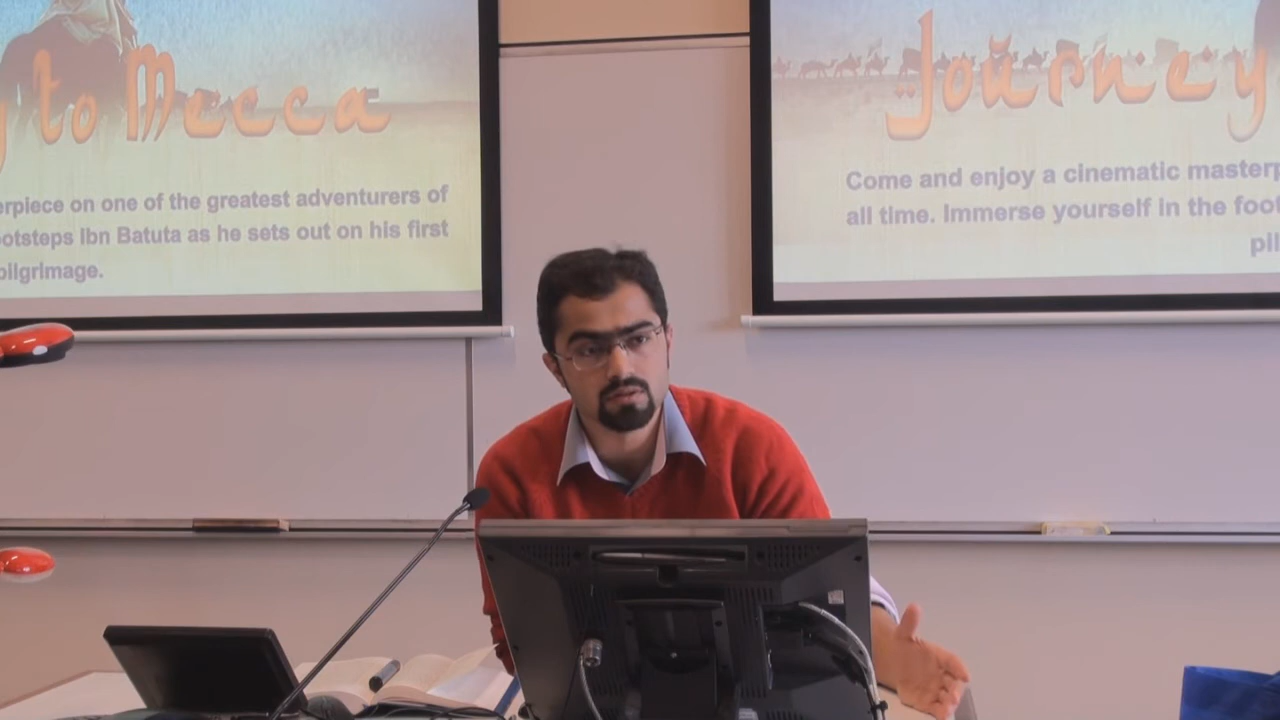 y to Mecca
erpiece on one of the greatest adventurers of
ootsteps Ibn Batuta as he sets out on his first
pilgrimage.
Journey
Come and enjoy a cinematic masterp
all time. Immerse yourself in the foot
pil